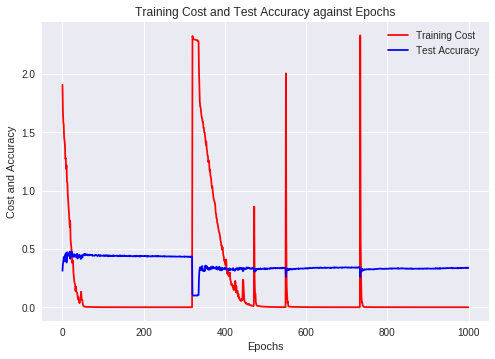 Training Cost and Test Accuracy against Epochs
Training Cost
Test Accuracy
Cost and Accuracy
2.0
1.5
1.0
0.5
0.0
0 200 400 600 800 1000
Epochs